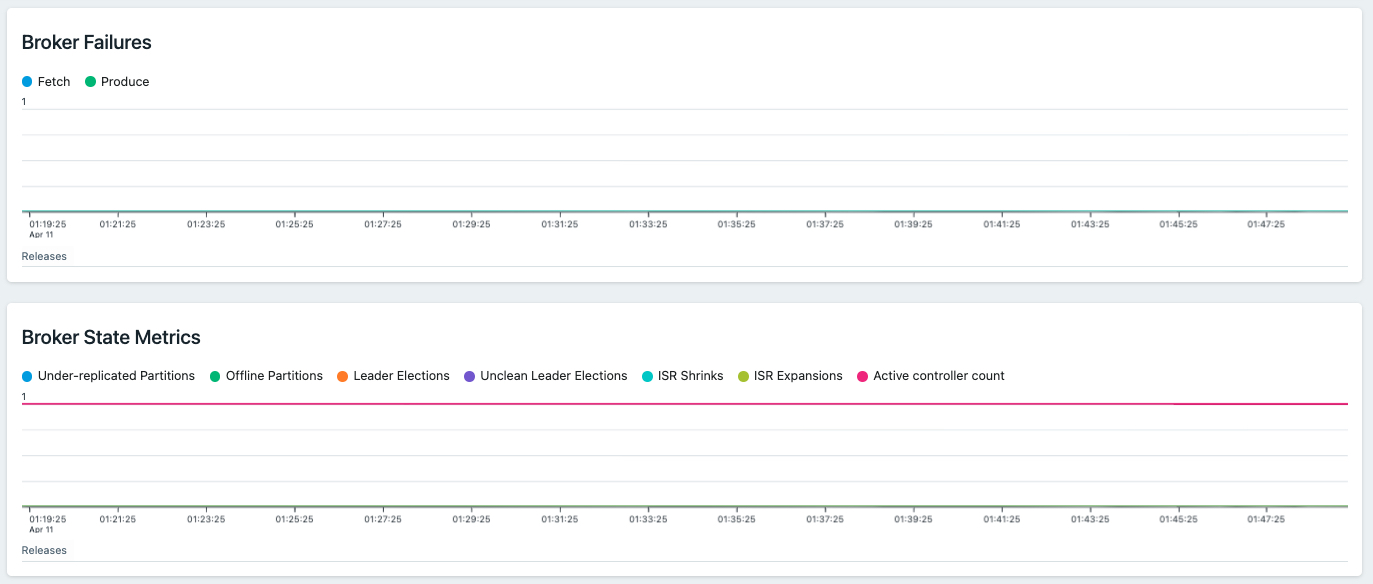 Broker Failures
Fetch Produce
1
01:19:25 01:21:25 01:23:25 01:25:25 01:27:25 01:29:25 01:31:25 01:33:25 01:35:25 01:37:25 01:39:25 01:41:25 01:43:25 01:45:25 01:47:25
Apr 11
Releases
Broker State Metrics
Under-replicated Partitions Offline Partitions Leader Elections Unclean Leader Elections ISR Shrinks ISR Expansions Active controller count
1
01:19:25 01:21:25 01:23:25 01:25:25 01:27:25 01:29:25 01:31:25 01:33:25 01:35:25 01:37:25 01:39:25 01:41:25 01:43:25 01:45:25 01:47:25
Apr 11
Releases